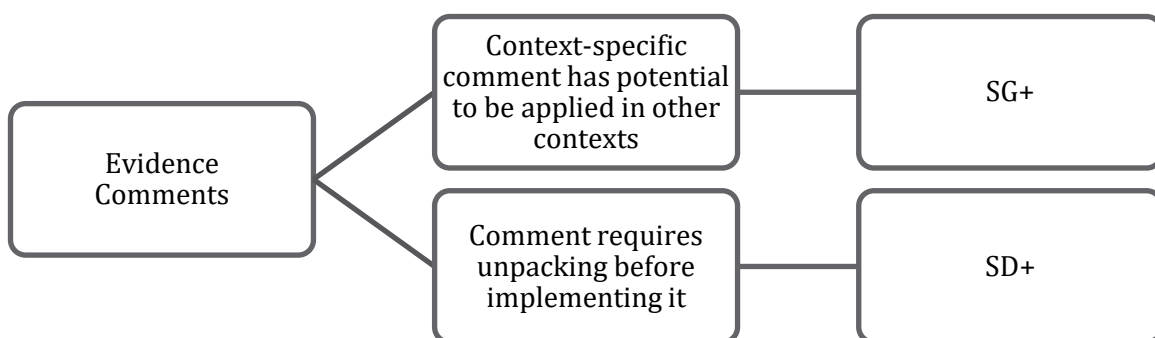 Evidence
Comments
Context-specific
comment has potential
to be applied in other
contexts
SG+
Comment requires
unpacking before
implementing it
SD+